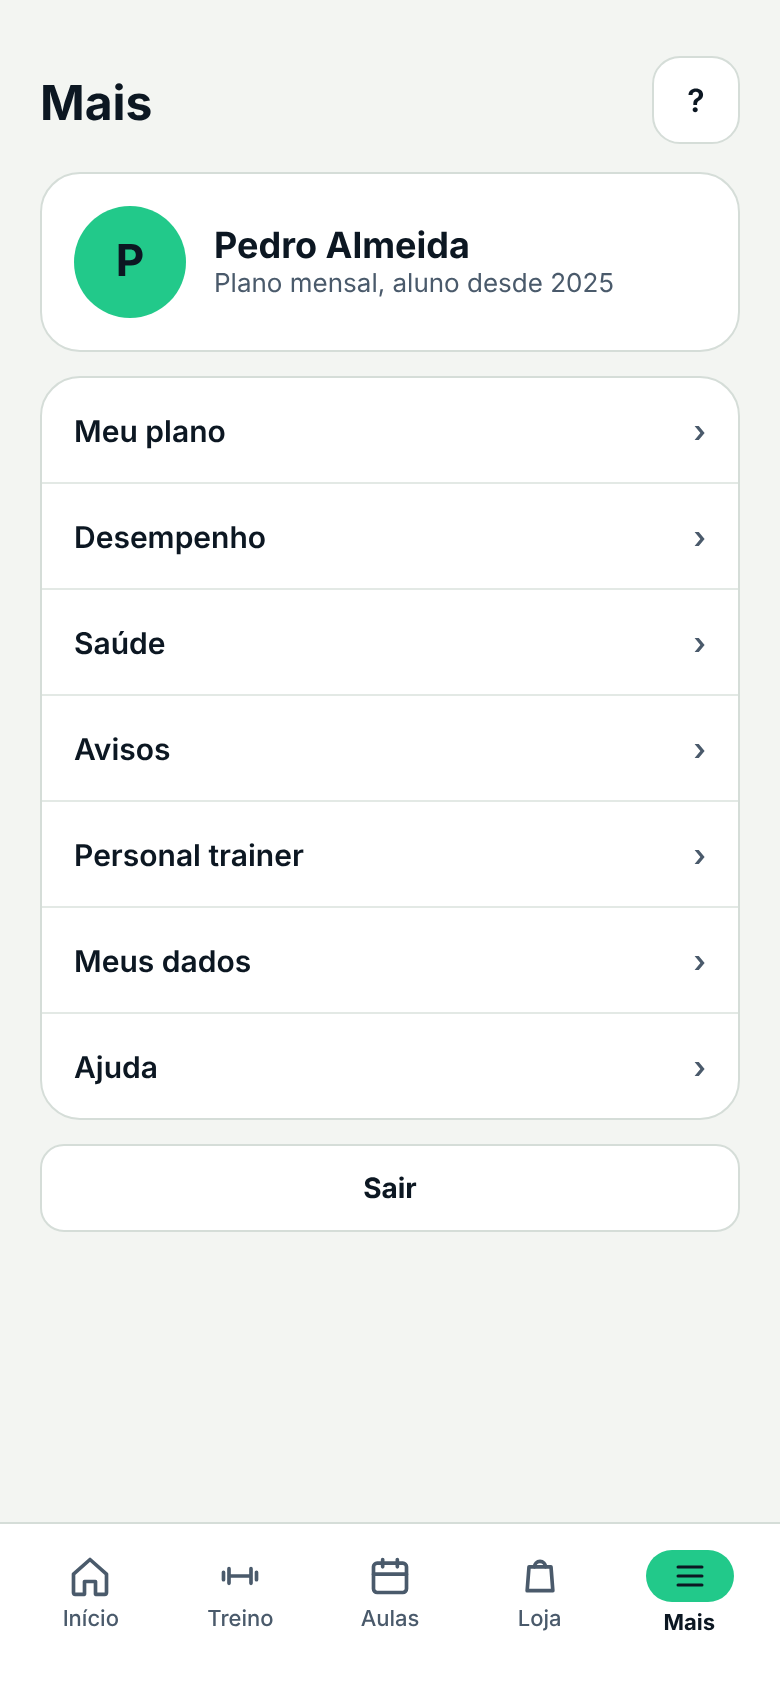 Mais
?
P
Pedro Almeida
Plano mensal, aluno desde 2025
Meu plano
Desempenho
Saúde
Avisos
Personal trainer
Meus dados
Ajuda
Sair
Início
Treino
Aulas
Loja
Mais